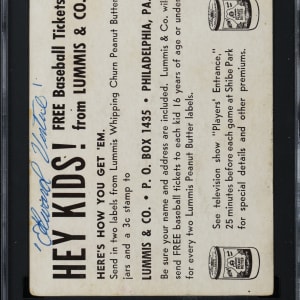 HEY KIDS!
FREE Baseball Tickets
from LUMMIS & CO.
HERE'S HOW YOU GET 'EM.
Send in two labels from Lummis Whipping Churn Peanut Butter
jars and a 3c stamp to
LUMMIS & CO. • P. O. BOX 1435 • PHILADELPHIA, PA.
Be sure your name and address are included. Lummis & Co. will
send FREE baseball tickets to each kid 16 years of age or under
for every two Lummis Peanut Butter labels.
See television show "Players' Entrance,"
25 minutes before each game at Shibe Park
for special details and other premiums.